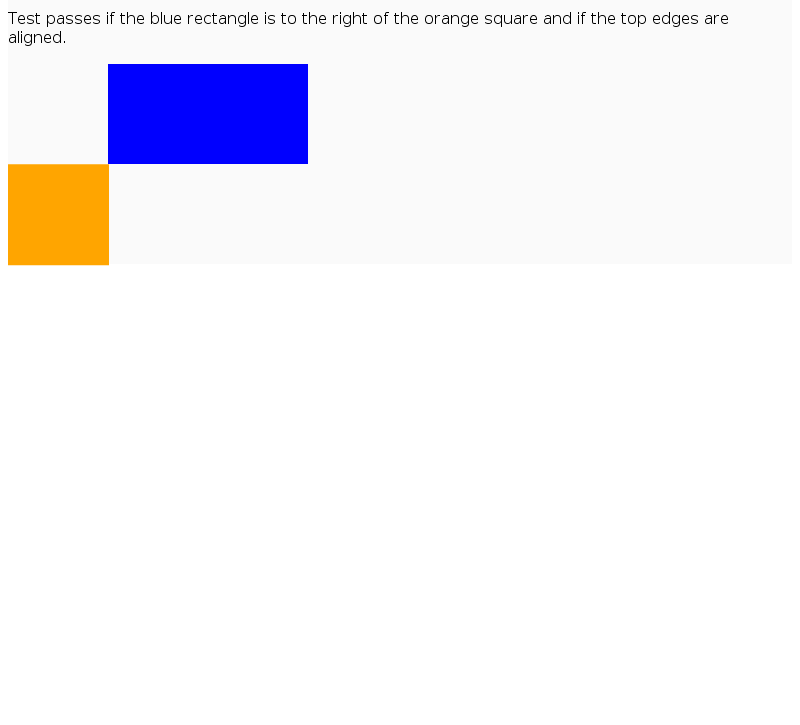 Test passes if the blue rectangle is to the right of the orange square and if the top edges are
aligned.